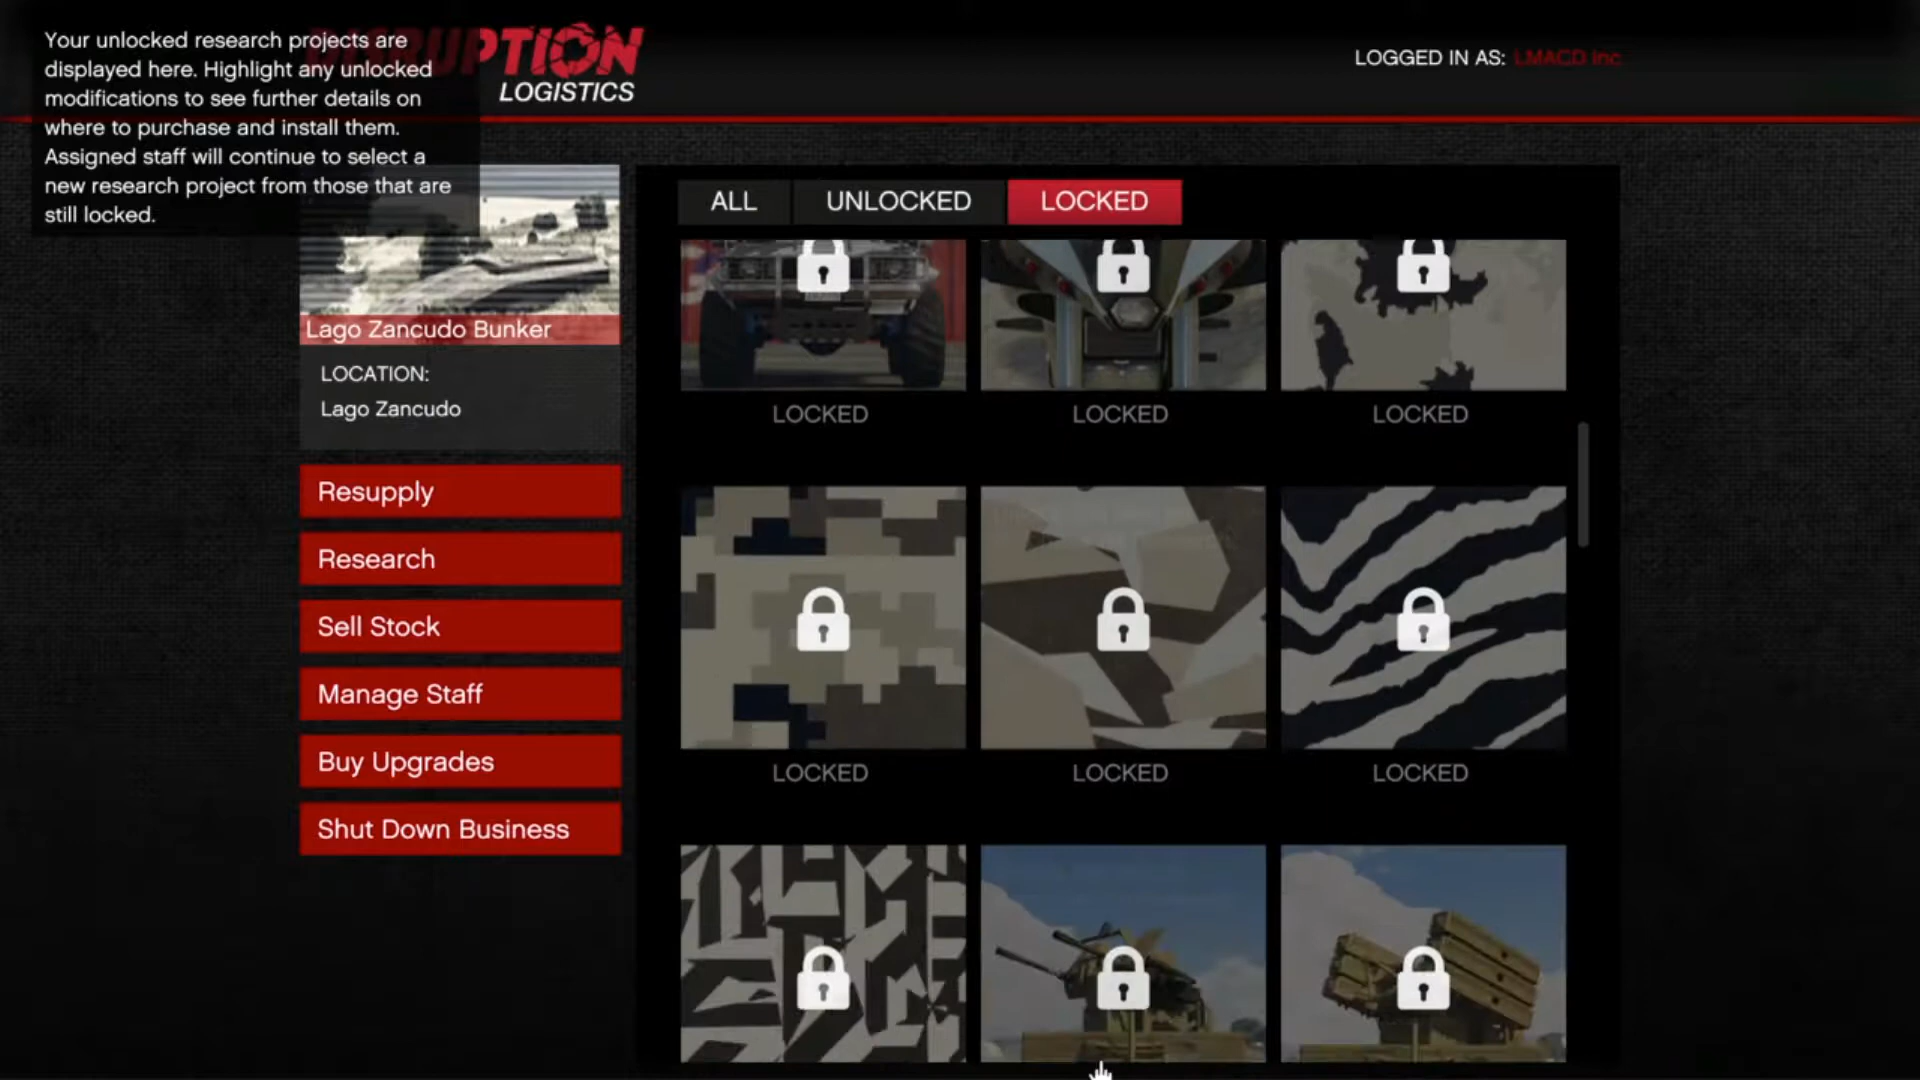 Your unlocked research projects are
displayed here. Highlight any unlocked
modifications to see further details on
where to purchase and install them.
Assigned staff will continue to select a
new research project from those that are
still locked.
DISRUPTION
LOGISTICS
LOGGED IN AS: LMACD Inc
Lago Zancudo Bunker
LOCATION:
Lago Zancudo
Resupply
Research
Sell Stock
Manage Staff
Buy Upgrades
Shut Down Business
ALL UNLOCKED LOCKED
LOCKED LOCKED LOCKED
LOCKED LOCKED LOCKED